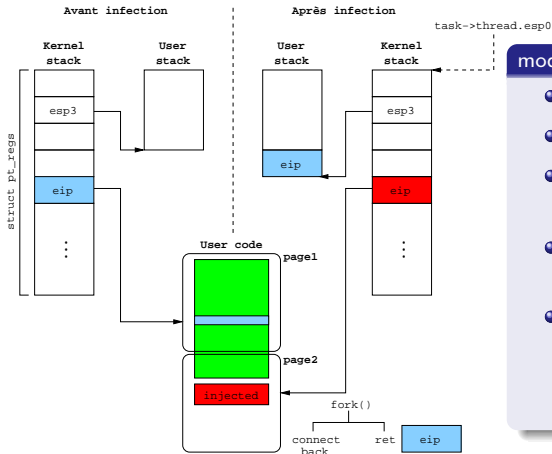 Avant infection
Après infection
task->thread.esp0
Kernel
stack
User
stack
User
stack
Kernel
stack
struct pt_regs
esp3
eip
esp3
eip
eip
User code
page1
page2
injected
fork()
connect
back
ret
eip